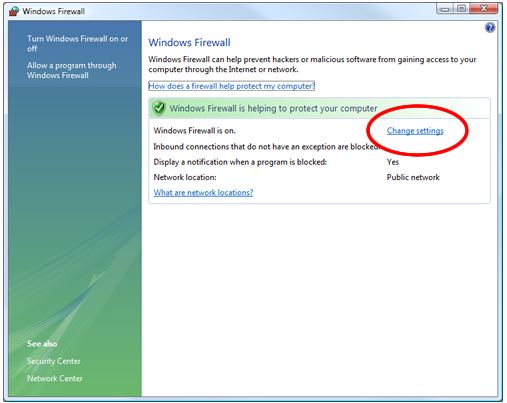 Windows Firewall
Turn Windows Firewall on or
off
Allow a program through
Windows Firewall
Windows Firewall
Windows Firewall can help prevent hackers or malicious software from gaining access to your
computer through the Internet or network.
How does a firewall help protect my computer?
Windows Firewall is helping to protect your computer
Windows Firewall is on. Change settings
Inbound connections that do not have an exception are blocked.
Display a notification when a program is blocked: Yes
Network location: Public network
What are network locations?
See also
Security Center
Network Center